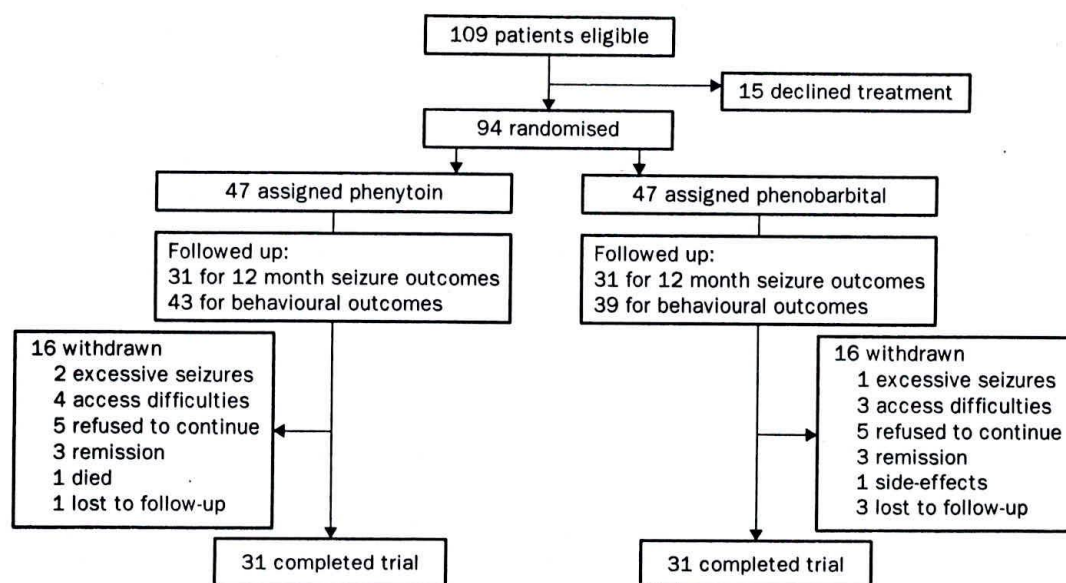 109 patients eligible
15 declined treatment
94 randomised
47 assigned phenytoin
47 assigned phenobarbital
Followed up:
31 for 12 month seizure outcomes
43 for behavioural outcomes
Followed up:
31 for 12 month seizure outcomes
39 for behavioural outcomes
16 withdrawn
2 excessive seizures
4 access difficulties
5 refused to continue
3 remission
1 died
1 lost to follow-up
16 withdrawn
1 excessive seizures
3 access difficulties
5 refused to continue
3 remission
1 side-effects
3 lost to follow-up
31 completed trial
31 completed trial